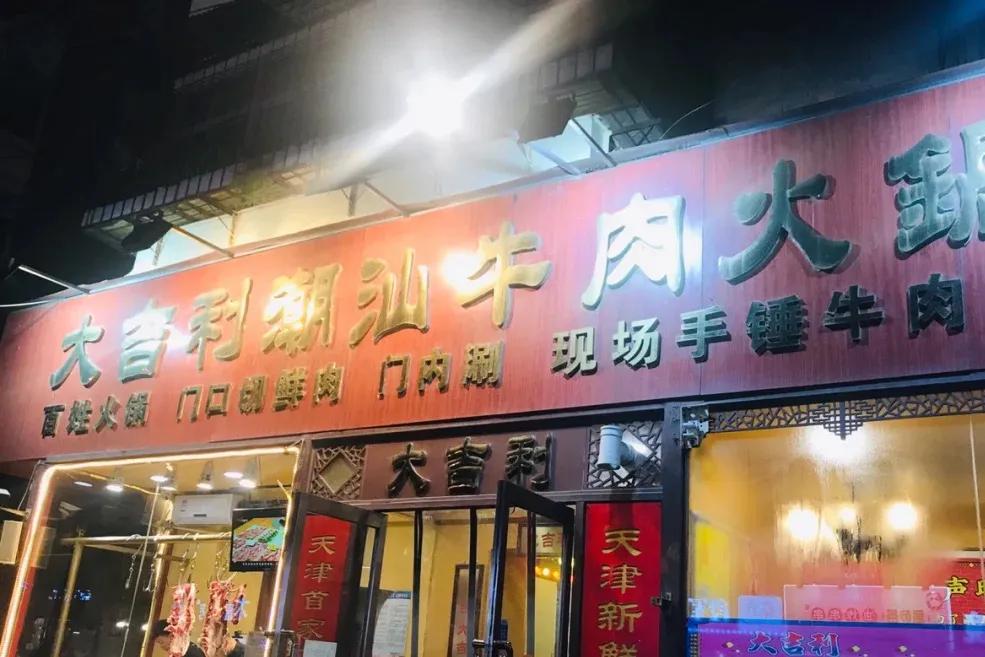 大吉利潮汕牛肉火鍋
百姓火锅 门口切鲜肉 门内涮 现场手锤牛肉
大吉利
天津首家
天津新鲜
大吉利